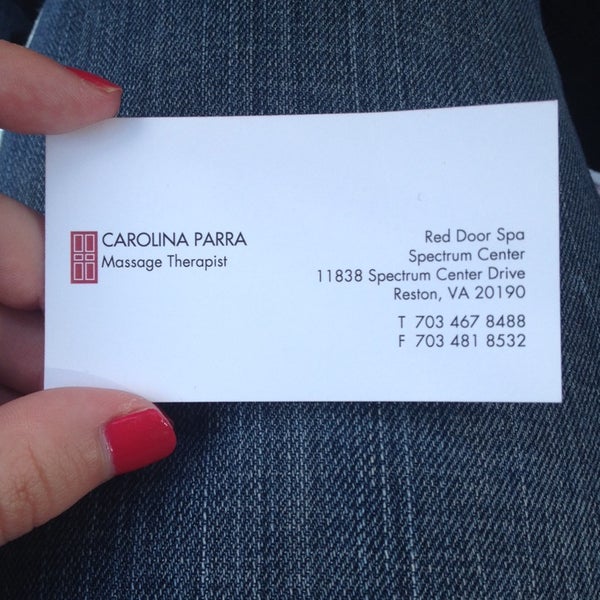 CAROLINA PARRA
Massage Therapist
Red Door Spa
Spectrum Center
11838 Spectrum Center Drive
Reston, VA 20190
T 703 467 8488
F 703 481 8532